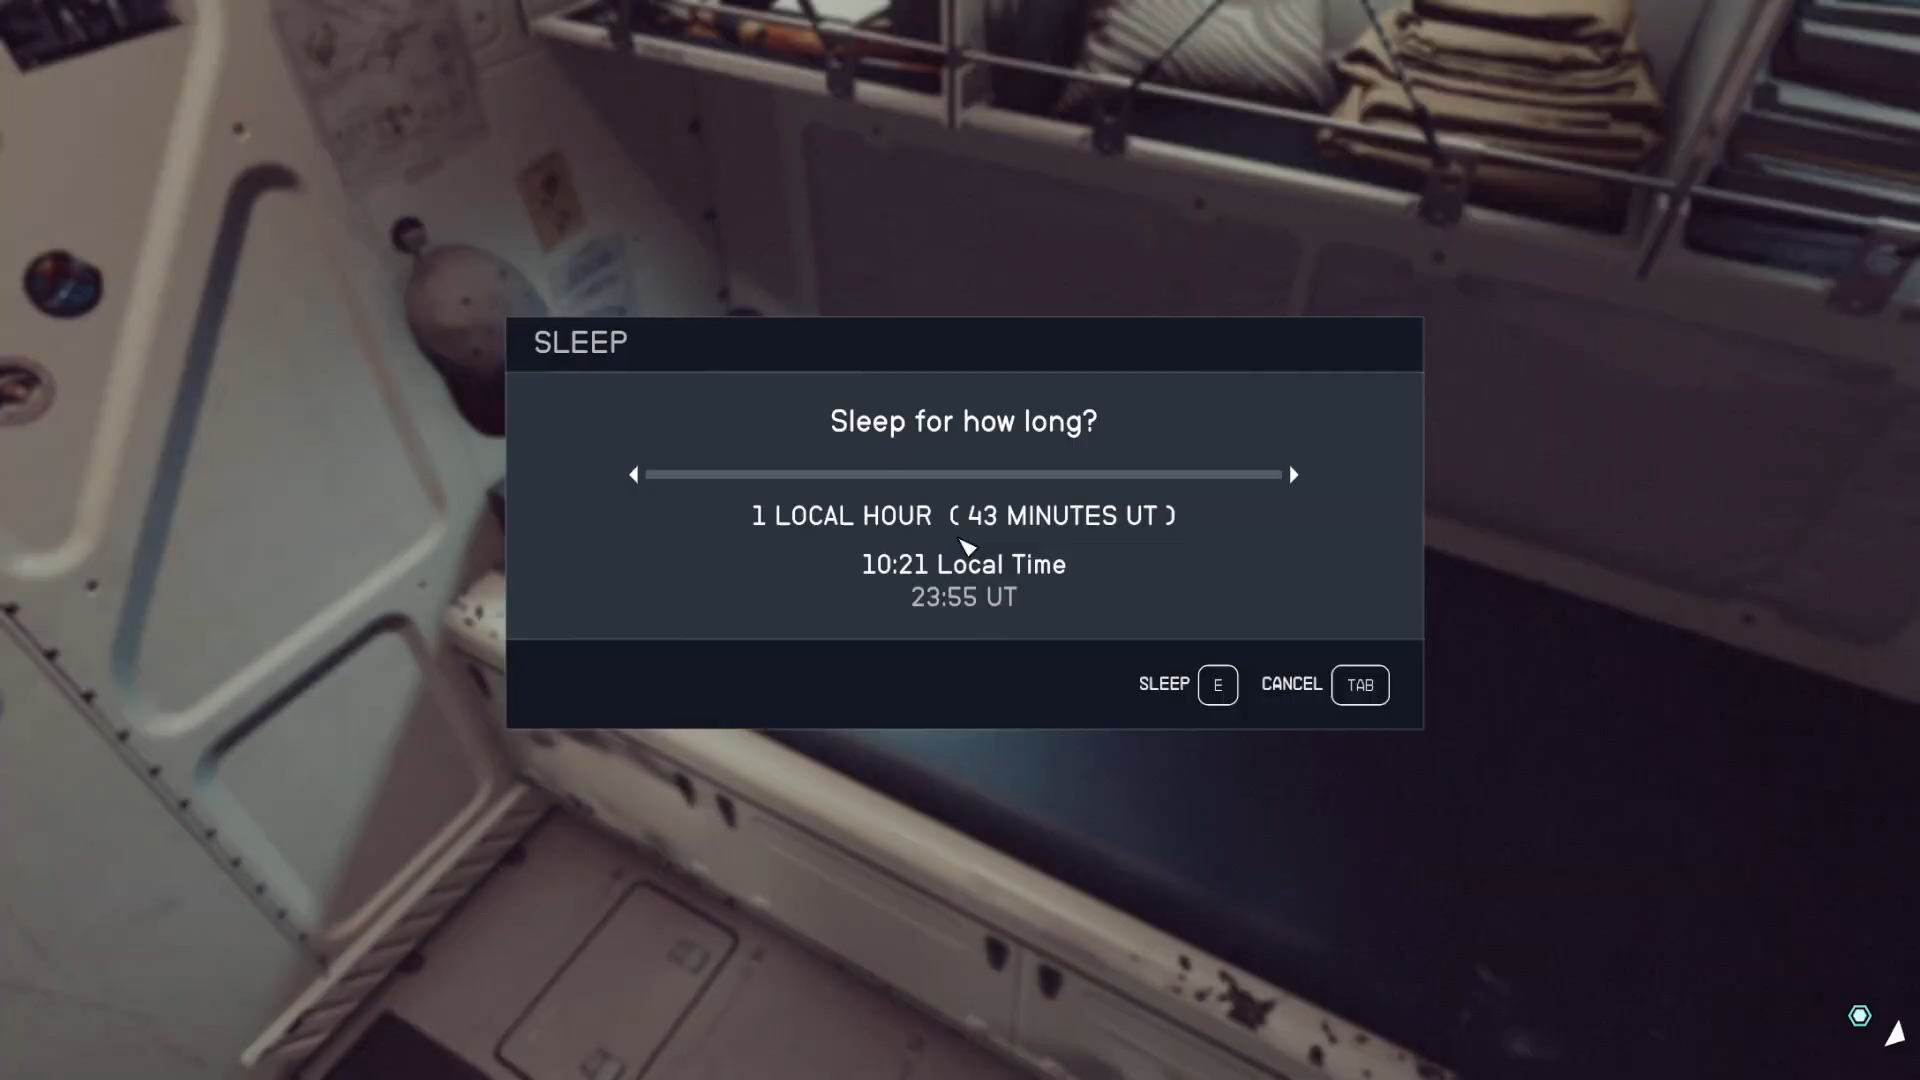 SLEEP
Sleep for how long?
1 LOCAL HOUR ( 43 MINUTES UT )
10:21 Local Time
23:55 UT
SLEEP E CANCEL TAB